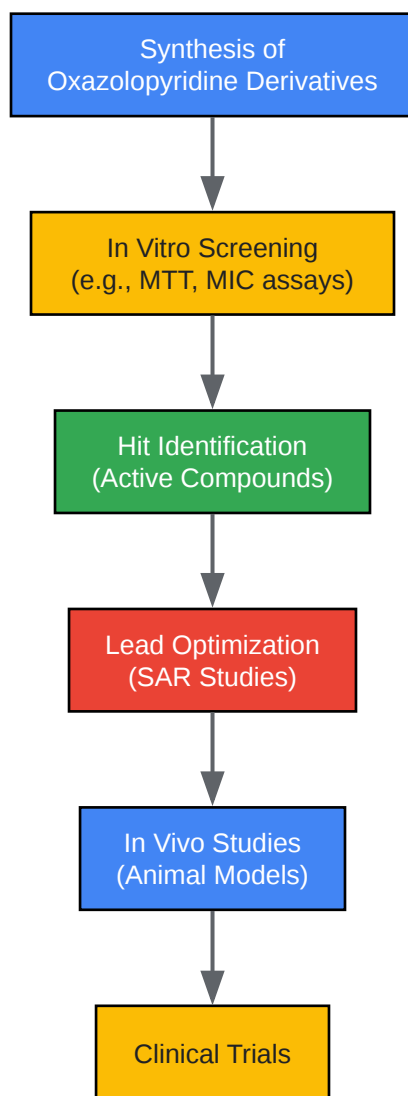 Synthesis of
Oxazolopyridine Derivatives
In Vitro Screening
(e.g., MTT, MIC assays)
Hit Identification
(Active Compounds)
Lead Optimization
(SAR Studies)
In Vivo Studies
(Animal Models)
Clinical Trials